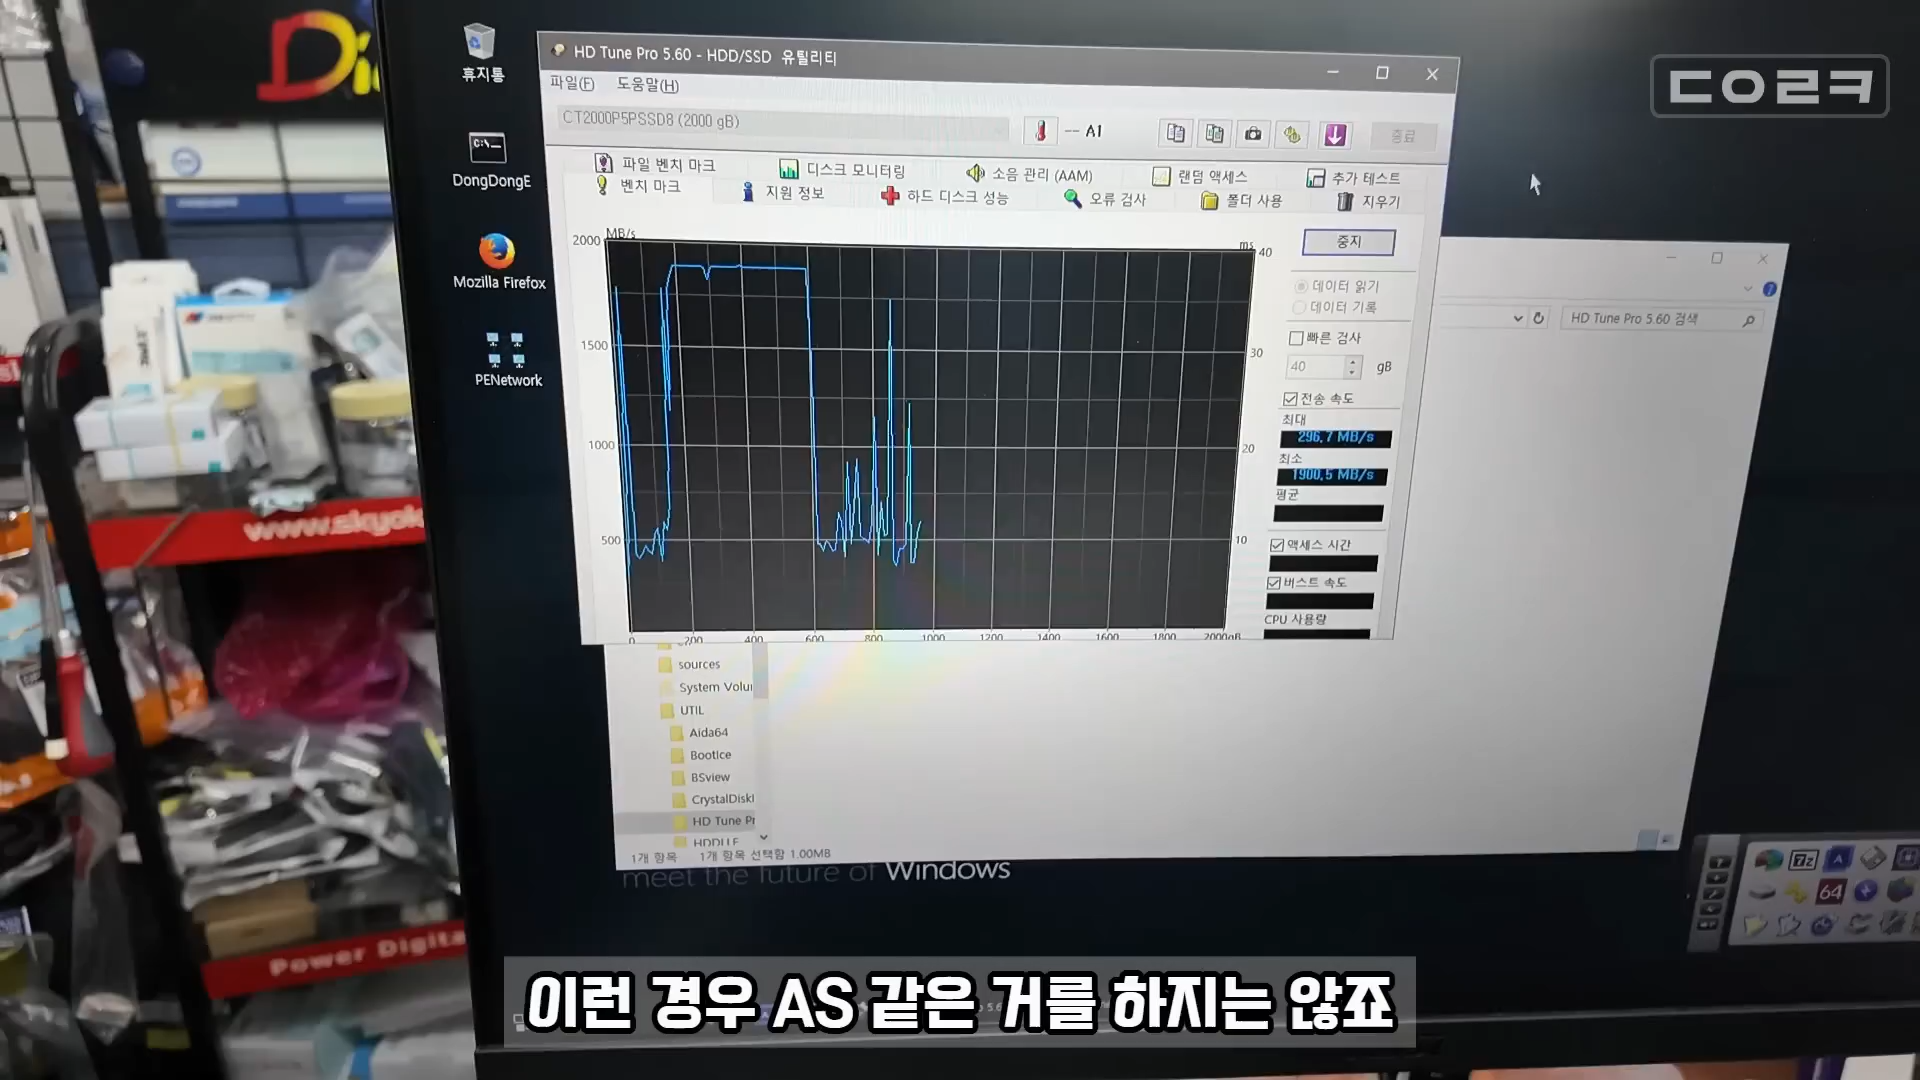 휴지통
DongDongE
Mozilla Firefox
PENetwork
HD Tune Pro 5.60 - HDD/SSD 유틸리티
파일(F) 도움말(H)
CT2000P5PSSD8 (2000 gB)
-- AI
종료
파일 벤치 마크 디스크 모니터링 소음 관리 (AAM) 랜덤 액세스 추가 테스트
벤치 마크 지원 정보 하드 디스크 성능 오류 검사 폴더 사용 지우기
MB/s
ms
2000
1500
1000
500
40
30
20
10
0 200 400 600 800 1000 1200 1400 1600 1800 2000gB
중지
데이터 읽기
데이터 기록
빠른 검사
40 gB
전송 속도
최대
296.7 MB/s
최소
1900.5 MB/s
평균
액세스 시간
버스트 속도
CPU 사용량
HD Tune Pro 5.60 검색
sources
System Volu
UTIL
Aida64
BootIce
BSview
CrystalDiskI
HD Tune Pr
1개 항목 1개 항목 선택함 1.00MB
meet the future of Windows
www.skyok
Power Digita
7z
64
ㄷㅇㄹㅋ
이런 경우 AS 같은 거를 하지는 않죠